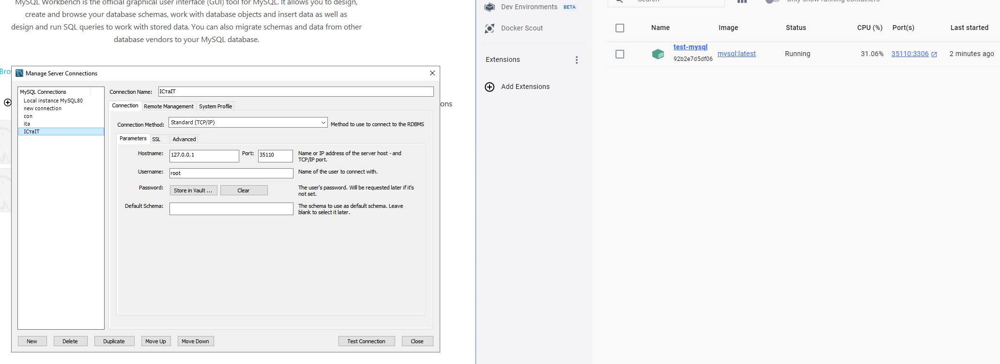 MySQL Workbench is the official graphical user interface (GUI) tool for MySQL. It allows you to design,
create and browse your database schemas, work with database objects and insert data as well as
design and run SQL queries to work with stored data. You can also migrate schemas and data from other
database vendors to your MySQL database.
Bro
ons
Manage Server Connections
MySQL Connections
Local instance MySQL80
new connection
con
ita
ІСтаІТ
Connection Name: ІСтаІТ
Connection Remote Management System Profile
Connection Method: Standard (TCP/IP) Method to use to connect to the RDBMS
Parameters SSL Advanced
Hostname: 127.0.0.1 Port: 35110 Name or IP address of the server host - and
TCP/IP port.
Username: root Name of the user to connect with.
Password: Store in Vault ... Clear The user's password. Will be requested later if it's
not set.
Default Schema: The schema to use as default schema. Leave
blank to select it later.
New Delete Duplicate Move Up Move Down Test Connection Close
Dev Environments BETA
Docker Scout
Extensions
Add Extensions
Search Only show running containers
Name Image Status CPU (%) Port(s) Last started
test-mysql
92b2e7d5df06 mysql:latest Running 31.06% 35110:3306 2 minutes ago